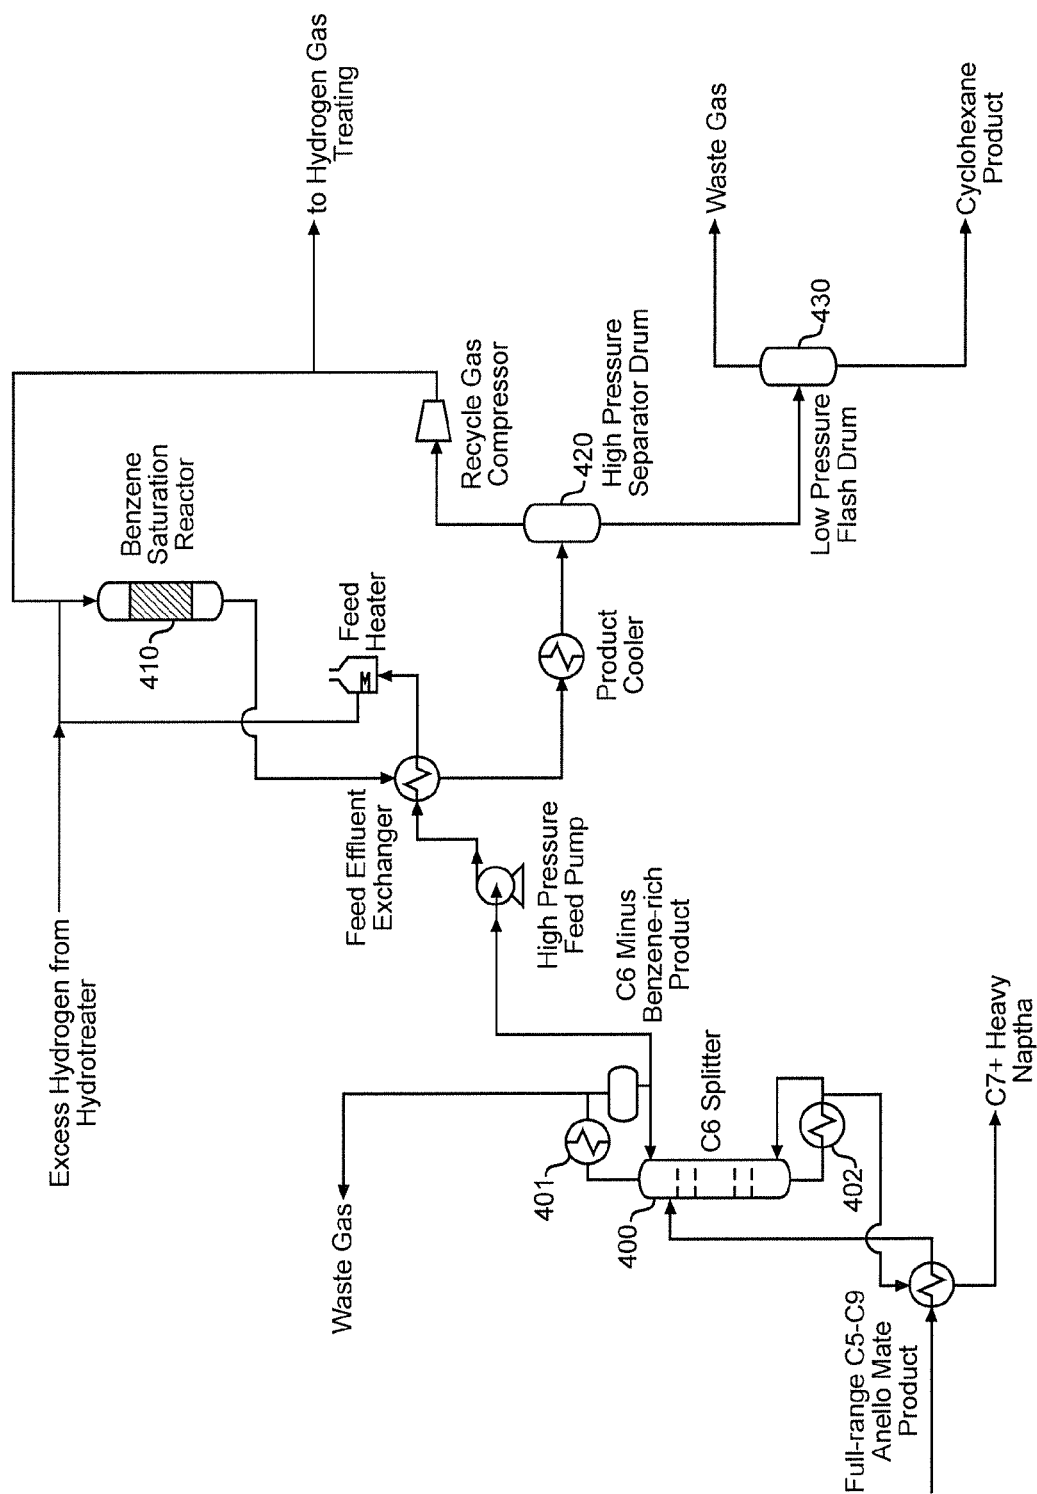 Excess Hydrogen from
Hydrotreater
Benzene
Saturation
Reactor
410
to Hydrogen Gas
Treating
Waste Gas
Feed Effluent
Exchanger
Feed
Heater
Recycle Gas
Compressor
High Pressure
Feed Pump
Product
Cooler
420
High Pressure
Separator Drum
Waste Gas
401
400
C6 Splitter
C6 Minus
Benzene-rich
Product
402
430
Low Pressure
Flash Drum
Cyclohexane
Product
Full-range C5-C9
Anello Mate
Product
C7+ Heavy
Naptha